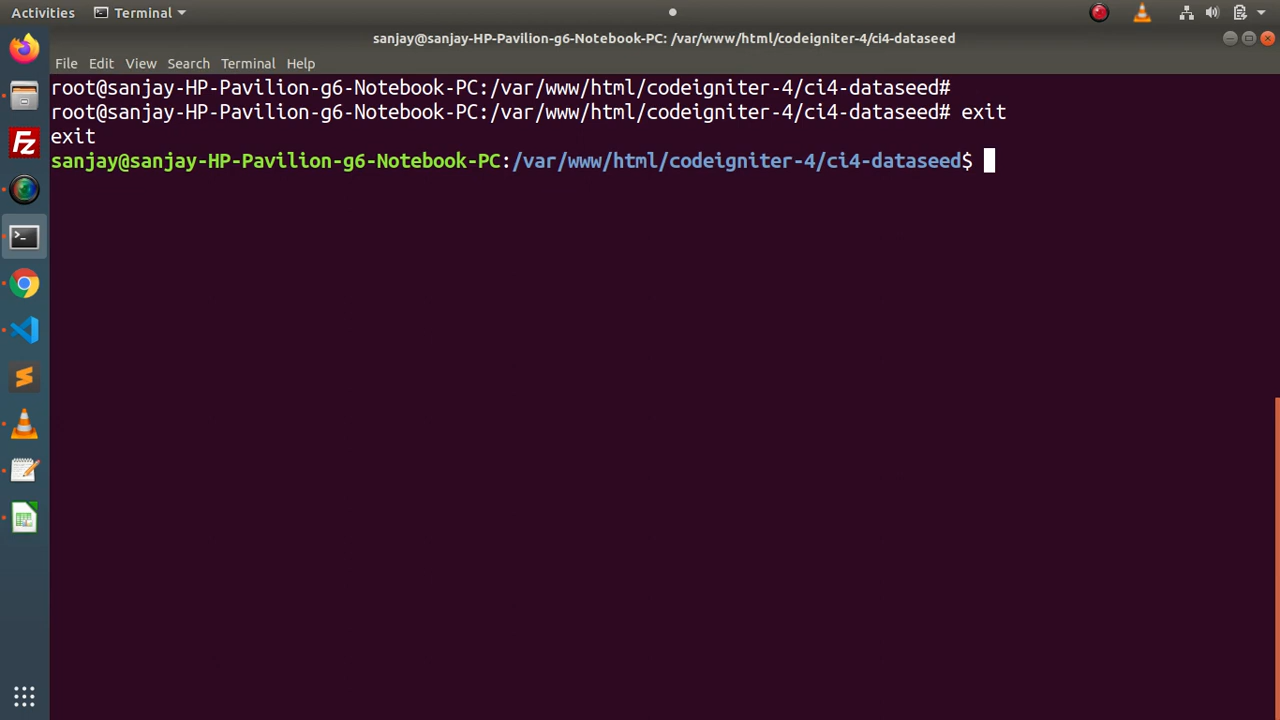 Activities Terminal
sanjay@sanjay-HP-Pavilion-g6-Notebook-PC: /var/www/html/codeigniter-4/ci4-dataseed
File Edit View Search Terminal Help
root@sanjay-HP-Pavilion-g6-Notebook-PC:/var/www/html/codeigniter-4/ci4-dataseed#
root@sanjay-HP-Pavilion-g6-Notebook-PC:/var/www/html/codeigniter-4/ci4-dataseed# exit
exit
sanjay@sanjay-HP-Pavilion-g6-Notebook-PC:/var/www/html/codeigniter-4/ci4-dataseed$